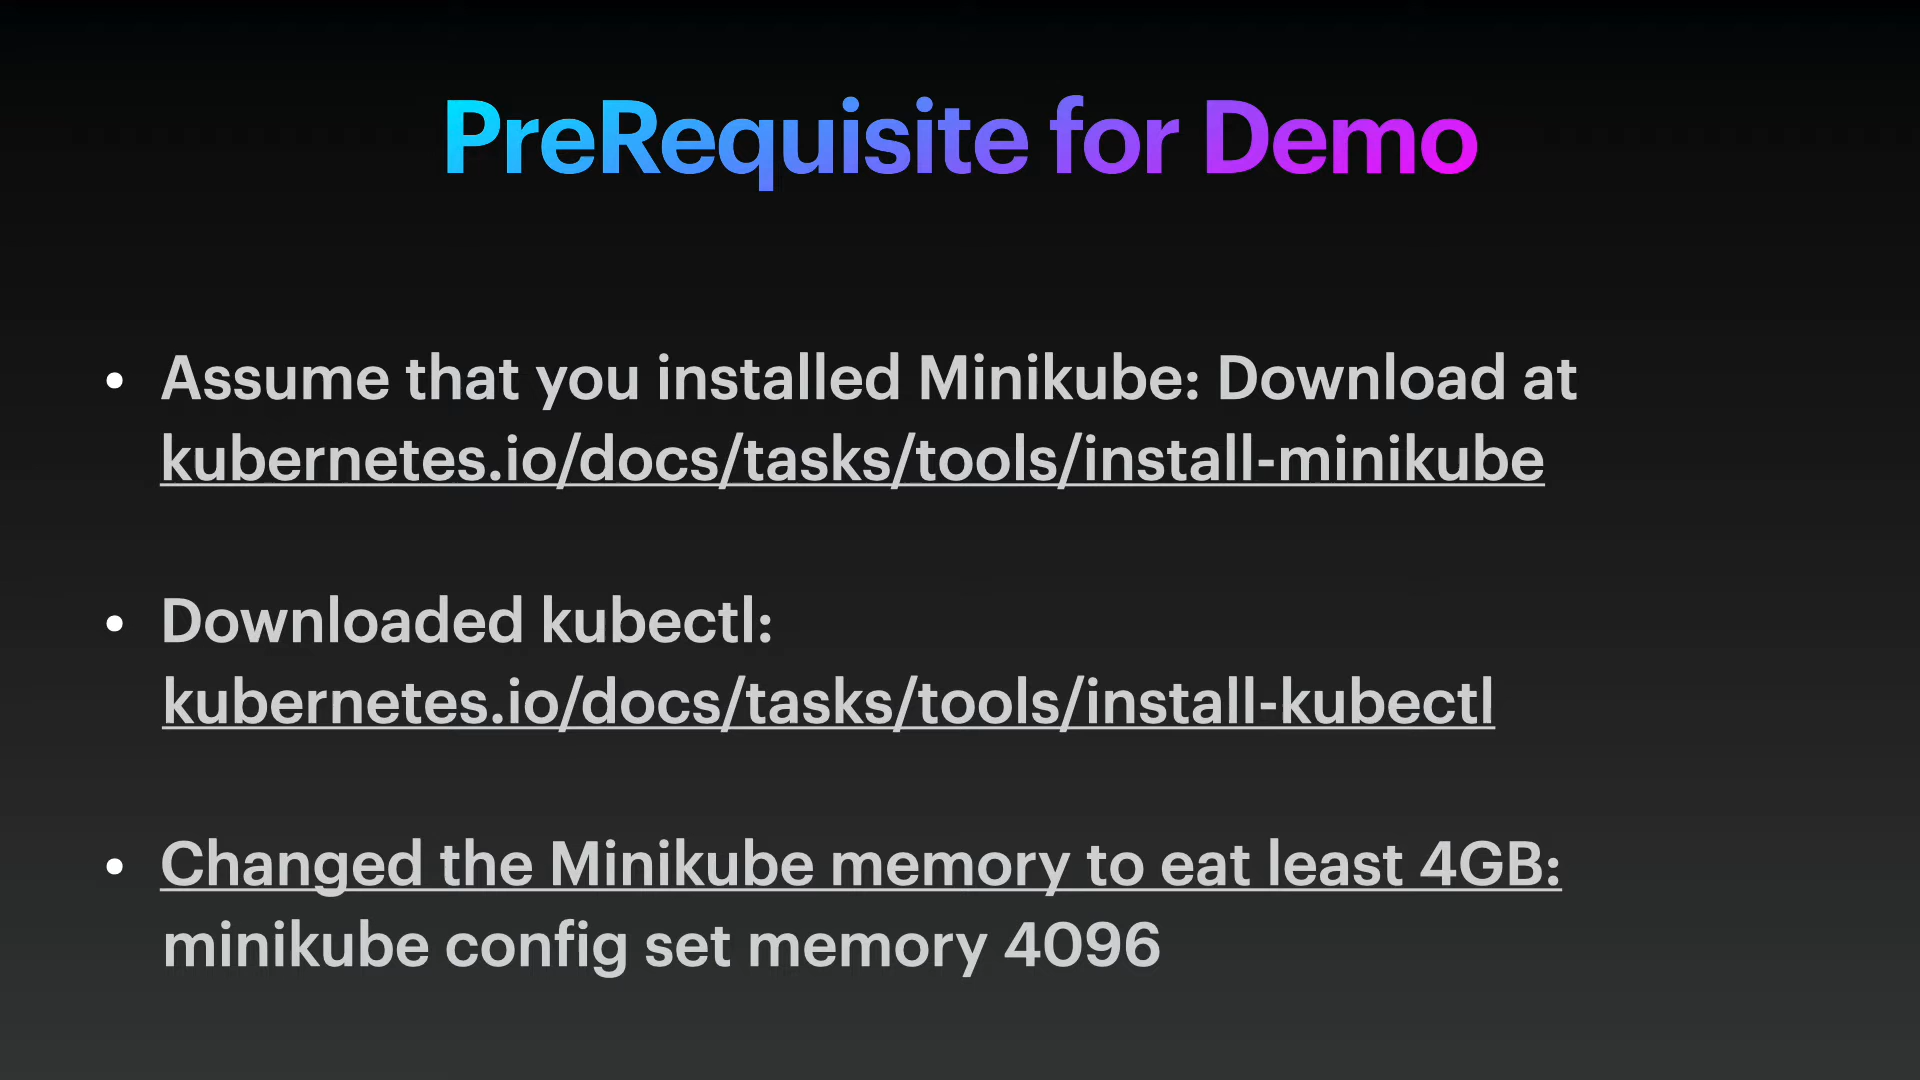 PreRequisite for Demo
• Assume that you installed Minikube: Download at
kubernetes.io/docs/tasks/tools/install-minikube
• Downloaded kubectl:
kubernetes.io/docs/tasks/tools/install-kubectl
• Changed the Minikube memory to eat least 4GB:
minikube config set memory 4096